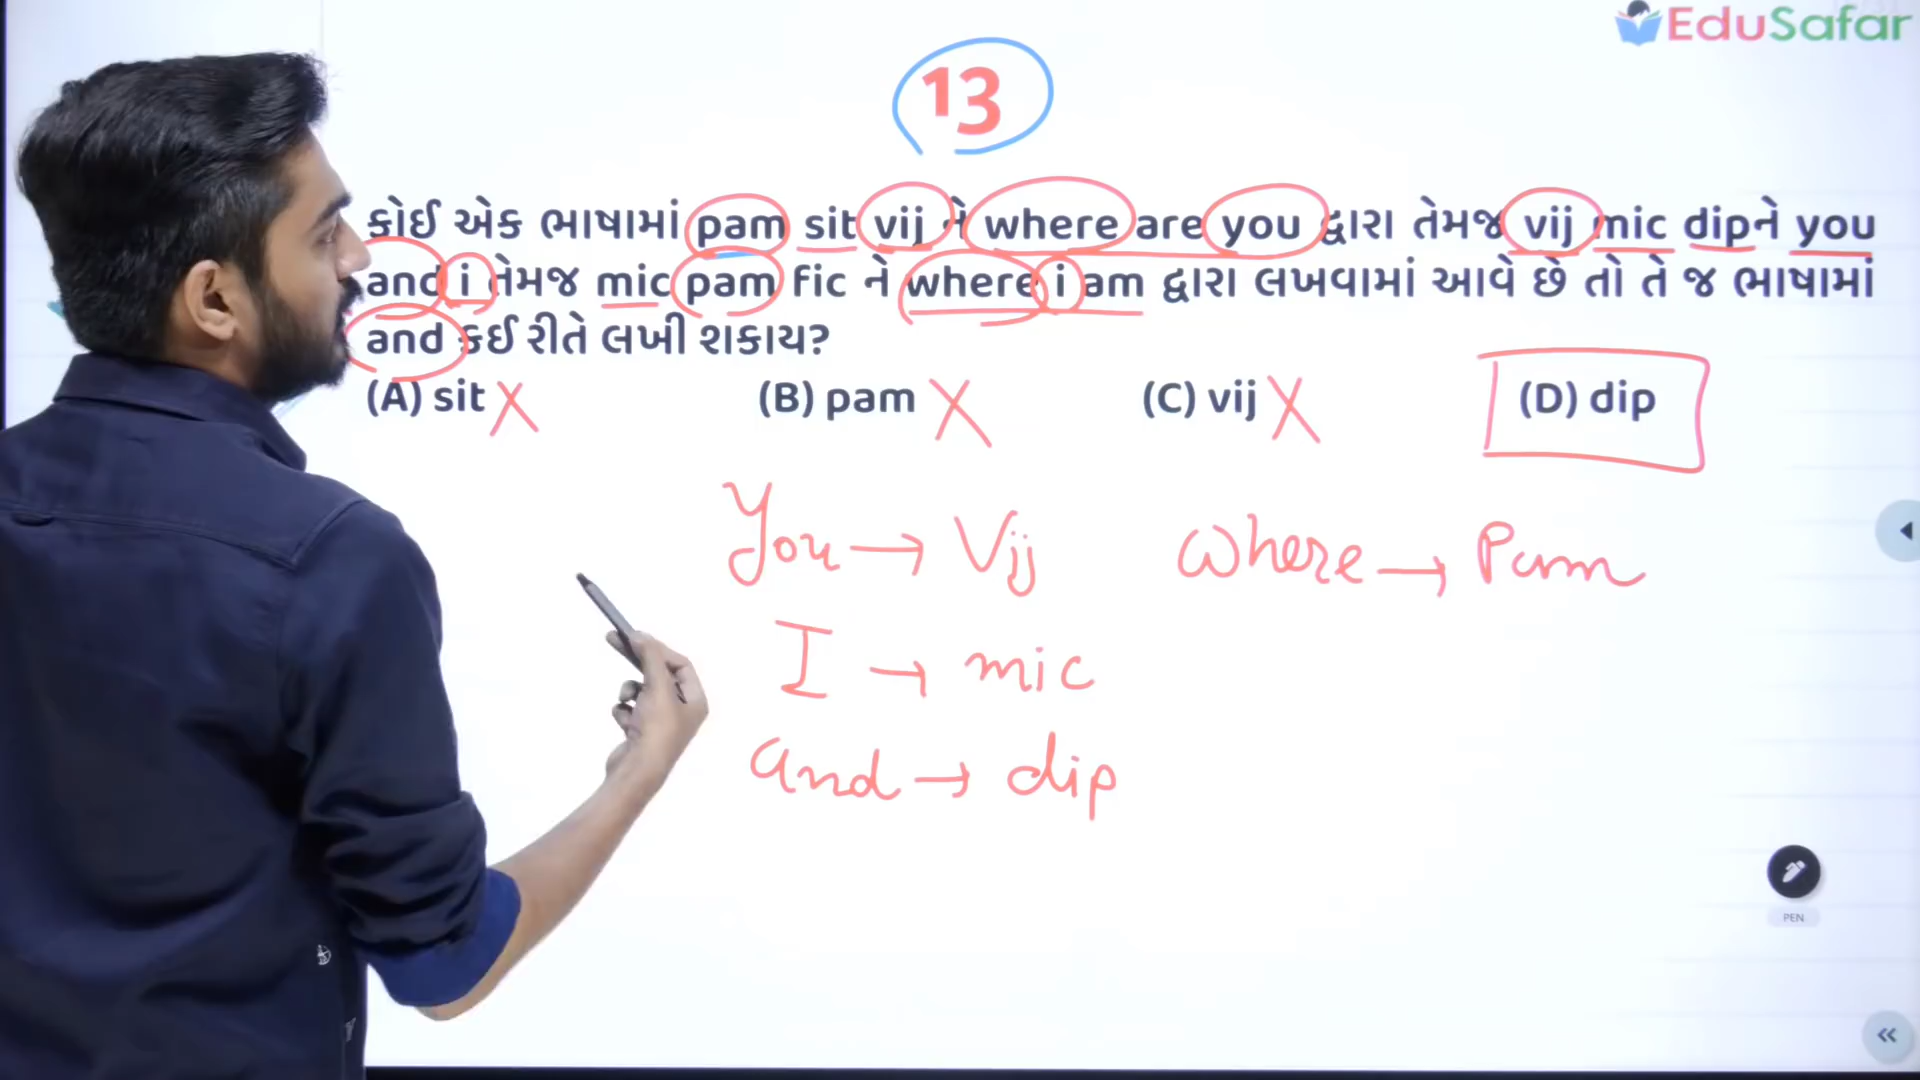 EduSafar
13
કોઈ એક ભાષામાં pam sit vij ને where are you દ્વારા તેમજ vij mic dipને you
and i તેમજ mic pam fic ને where i am દ્વારા લખવામાં આવે છે તો તે જ ભાષામાં
and કઈ રીતે લખી શકાય?
(A) sit X (B) pam X (C) vij X (D) dip
You → Vij where → Pam
I → mic
and → dip
PEN